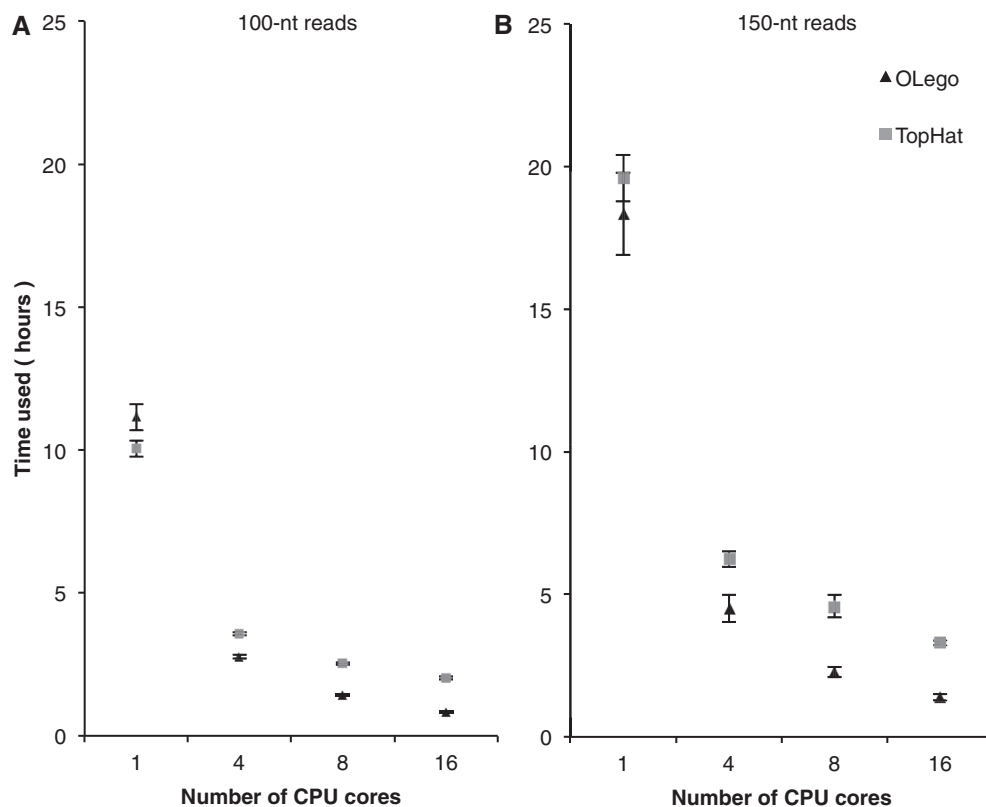 A
100-nt reads
25
20
15
10
5
0
Time used ( hours )
1 4 8 16
Number of CPU cores
B
150-nt reads
25
20
15
10
5
0
OLego
TopHat
1 4 8 16
Number of CPU cores